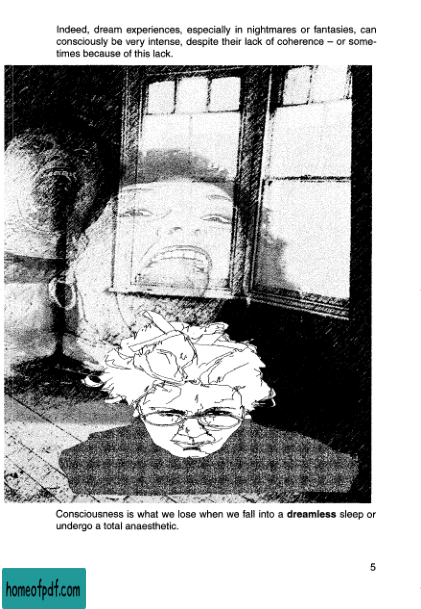 Indeed, dream experiences, especially in nightmares or fantasies, can
consciously be very intense, despite their lack of coherence – or some-
times because of this lack.
Consciousness is what we lose when we fall into a dreamless sleep or
undergo a total anaesthetic.
5
homeofpdf.com